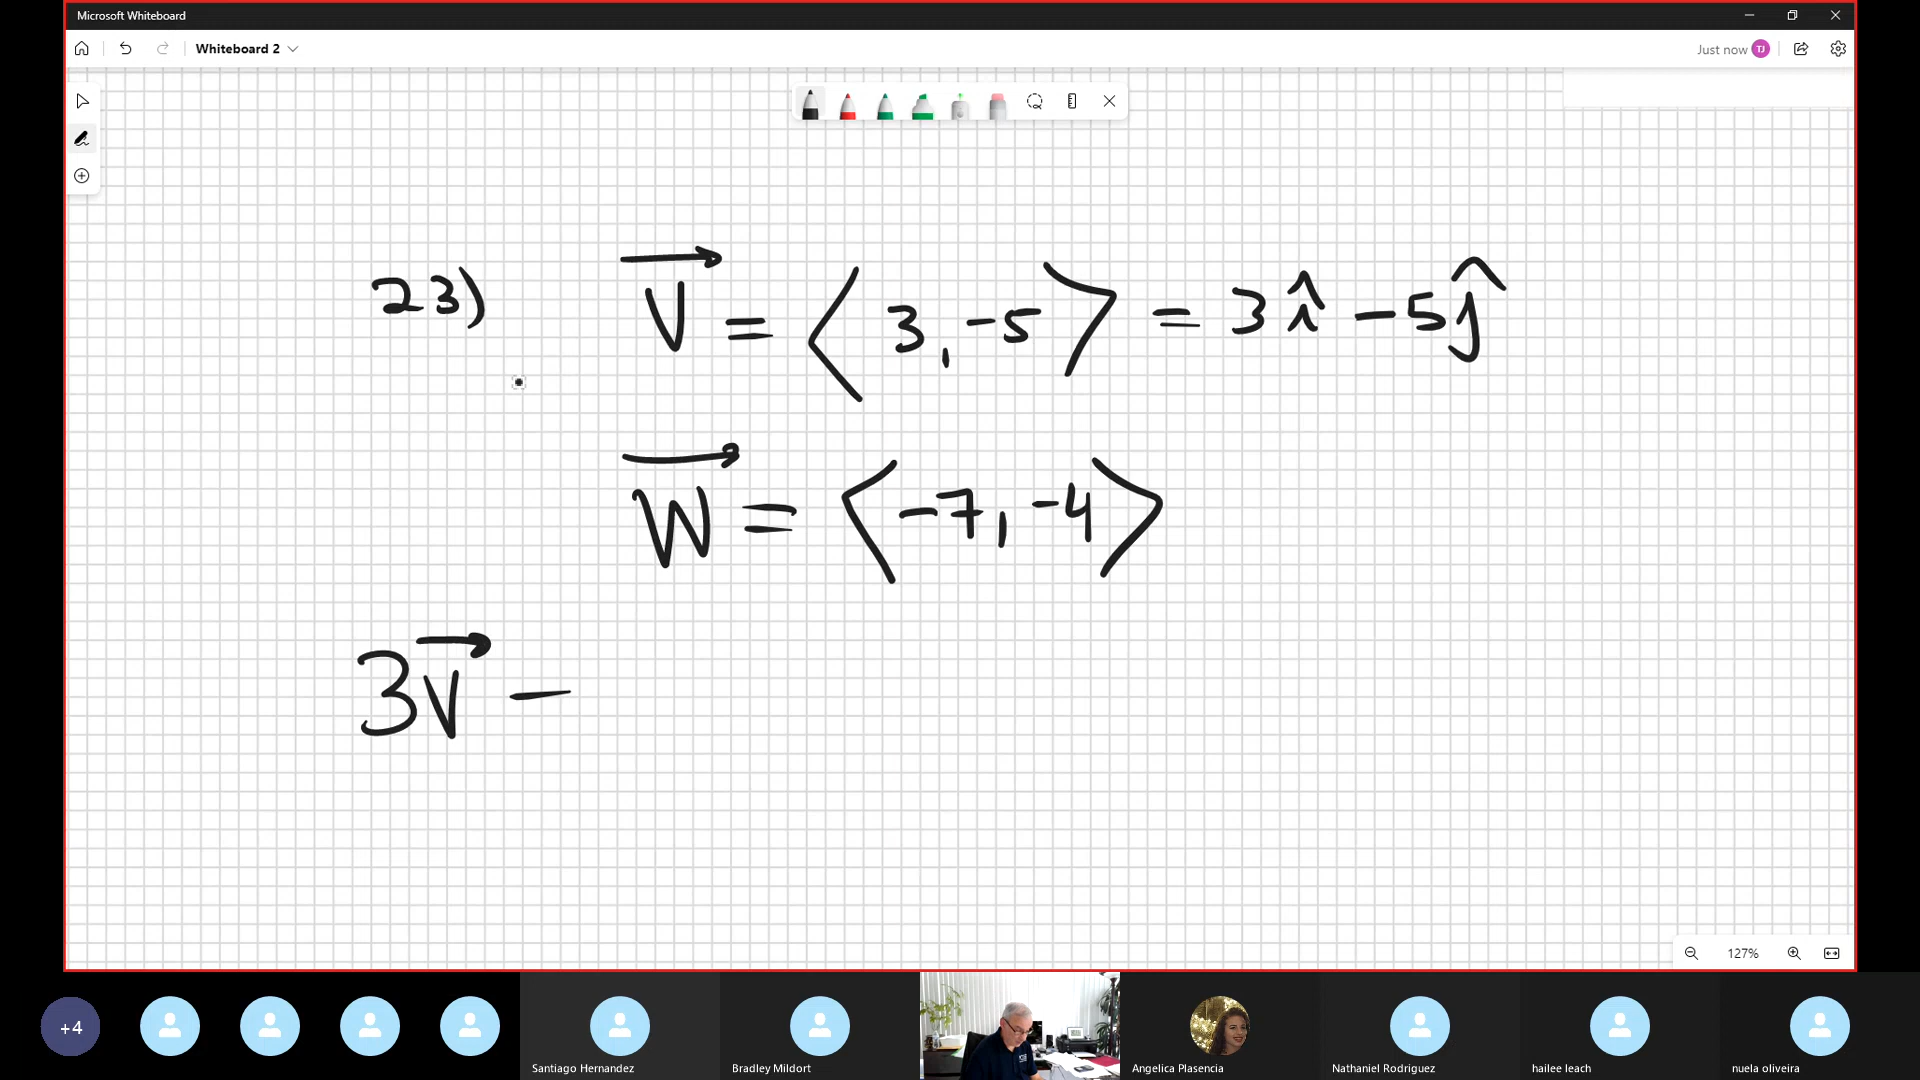 Microsoft Whiteboard
Whiteboard 2
Just now TJ
23) V⃗ = ⟨3, -5⟩ = 3î - 5ĵ
W⃗ = ⟨-7, -4⟩
3V⃗ -
127%
+4
Santiago Hernandez
Bradley Mildort
Angelica Plasencia
Nathaniel Rodriguez
hailee leach
nuela oliveira